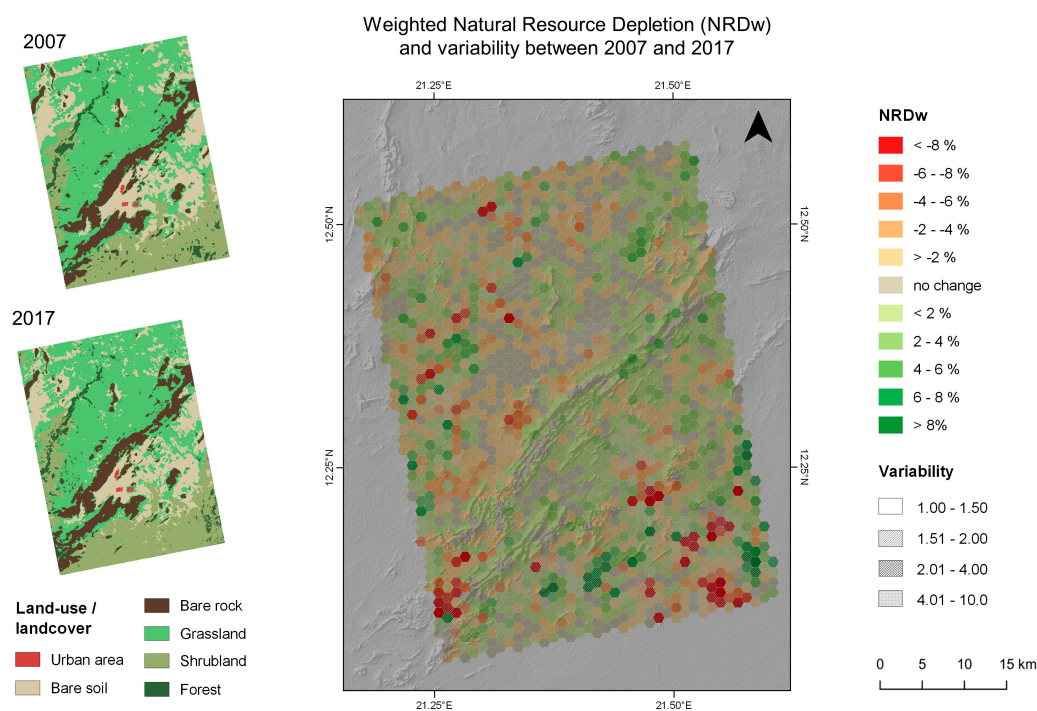 Weighted Natural Resource Depletion (NRDw)
and variability between 2007 and 2017
2007
2017
Land-use /
landcover
Urban area
Bare soil
Bare rock
Grassland
Shrubland
Forest
21.25°E
21.50°E
12.50°N
12.50°N
12.25°N
12.25°N
21.25°E
21.50°E
NRDw
< -8 %
-6 - -8 %
-4 - -6 %
-2 - -4 %
> -2 %
no change
< 2 %
2 - 4 %
4 - 6 %
6 - 8 %
> 8%
Variability
1.00 - 1.50
1.51 - 2.00
2.01 - 4.00
4.01 - 10.0
0 5 10 15 km